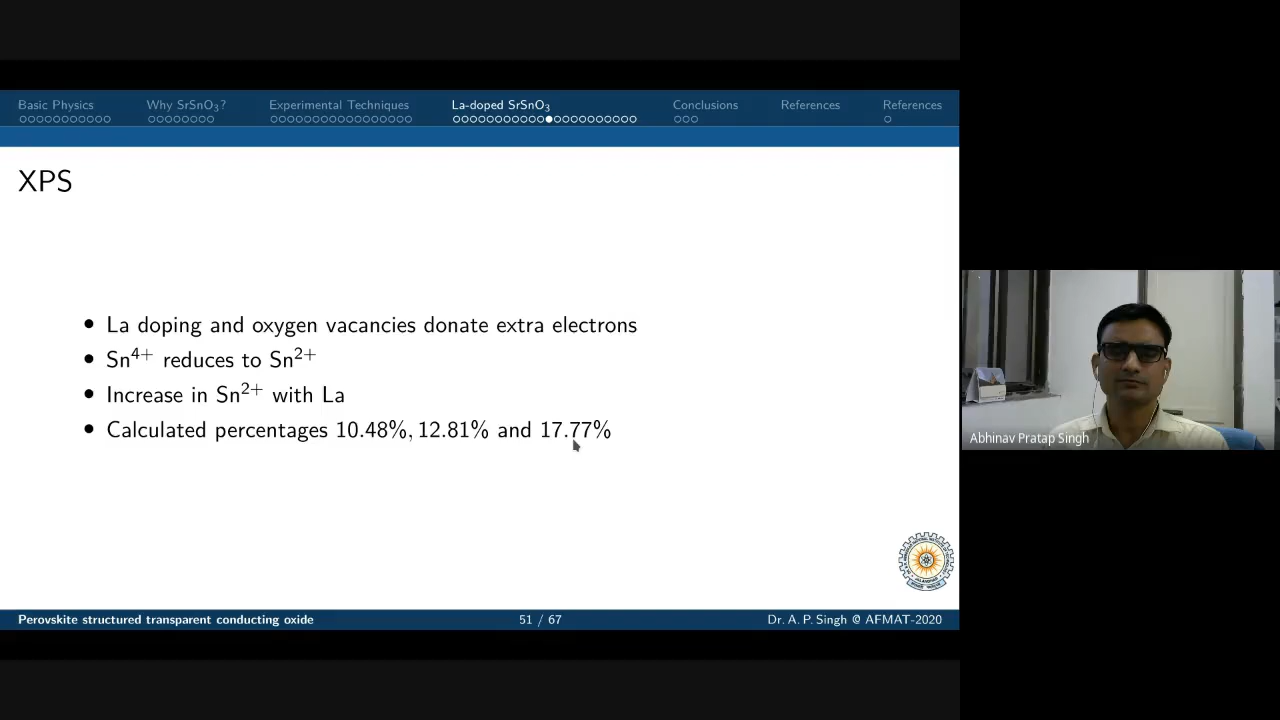 Basic Physics Why SrSnO₃? Experimental Techniques La-doped SrSnO₃ Conclusions References References
XPS
• La doping and oxygen vacancies donate extra electrons
• Sn⁴⁺ reduces to Sn²⁺
• Increase in Sn²⁺ with La
• Calculated percentages 10.48%, 12.81% and 17.77%
Abhinav Pratap Singh
JALANDHAR
Perovskite structured transparent conducting oxide 51 / 67 Dr. A. P. Singh @ AFMAT-2020